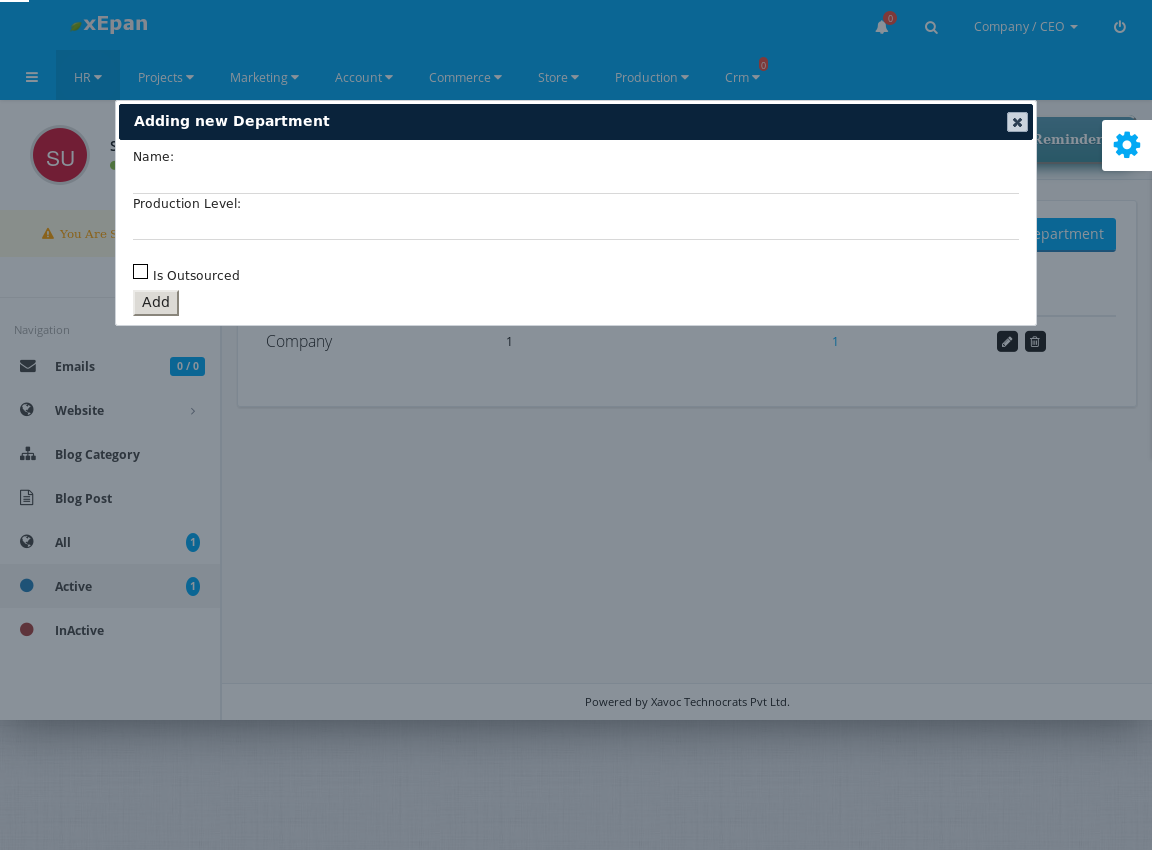 xEpan
0
Company / CEO
HR
Projects
Marketing
Account
Commerce
Store
Production
Crm
0
Adding new Department
SU
Reminder
Name:
Production Level:
You Are S
epartment
Is Outsourced
Add
Navigation
Company 1 1
Emails 0 / 0
Website
Blog Category
Blog Post
All 1
Active 1
InActive
Powered by Xavoc Technocrats Pvt Ltd.